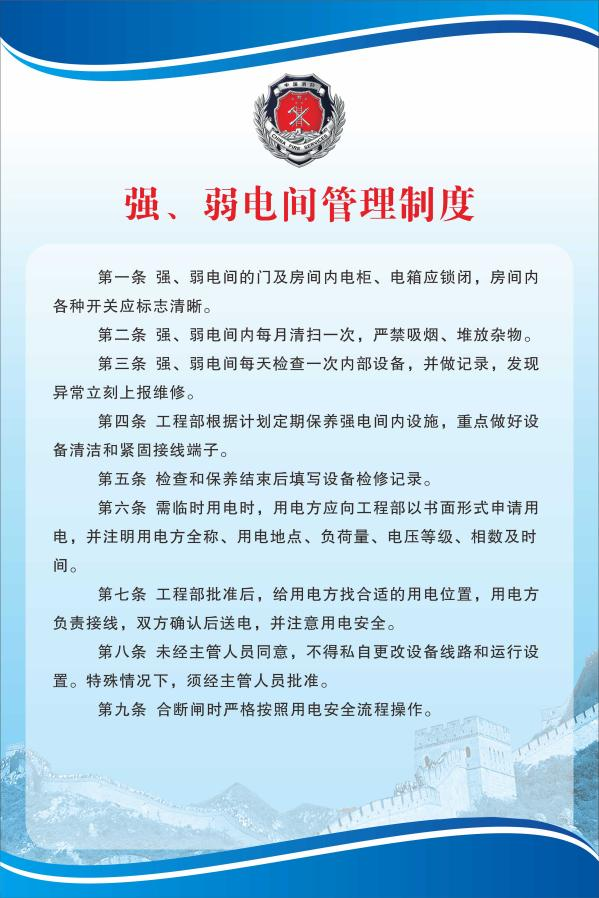 中国消防
CHINA FIRE SERVICES
强、弱电间管理制度
第一条 强、弱电间的门及房间内电柜、电箱应锁闭，房间内
各种开关应标志清晰。
第二条 强、弱电间内每月清扫一次，严禁吸烟、堆放杂物。
第三条 强、弱电间每天检查一次内部设备，并做记录，发现
异常立刻上报维修。
第四条 工程部根据计划定期保养强电间内设施，重点做好设
备清洁和紧固接线端子。
第五条 检查和保养结束后填写设备检修记录。
第六条 需临时用电时，用电方应向工程部以书面形式申请用
电，并注明用电方全称、用电地点、负荷量、电压等级、相数及时
间。
第七条 工程部批准后，给用电方找合适的用电位置，用电方
负责接线，双方确认后送电，并注意用电安全。
第八条 未经主管人员同意，不得私自更改设备线路和运行设
置。特殊情况下，须经主管人员批准。
第九条 合断闸时严格按照用电安全流程操作。